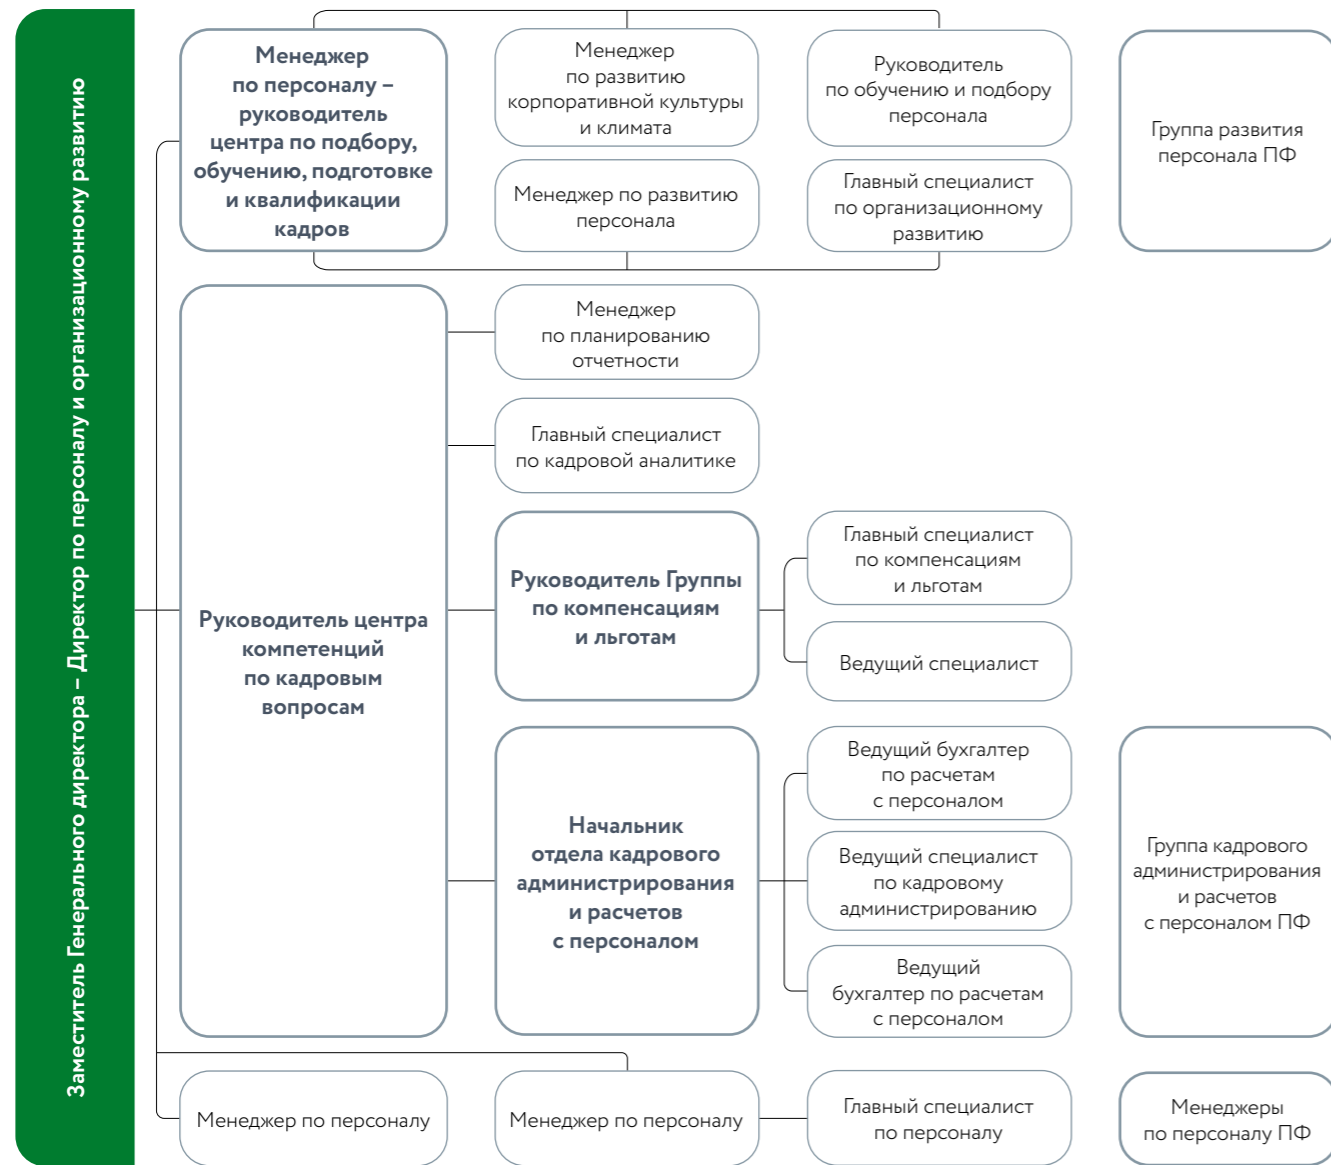 Заместитель Генерального директора – Директор по персоналу и организационному развитию
Менеджер
по персоналу –
руководитель
центра по подбору,
обучению, подготовке
и квалификации
кадров
Менеджер
по развитию
корпоративной культуры
и климата
Руководитель
по обучению и подбору
персонала
Группа развития
персонала ПФ
Менеджер по развитию
персонала
Главный специалист
по организационному
развитию
Руководитель центра
компетенций
по кадровым
вопросам
Менеджер
по планированию
отчетности
Главный специалист
по кадровой аналитике
Руководитель Группы
по компенсациям
и льготам
Главный специалист
по компенсациям
и льготам
Ведущий специалист
Начальник
отдела кадрового
администрирования
и расчетов
с персоналом
Ведущий бухгалтер
по расчетам
с персоналом
Ведущий специалист
по кадровому
администрированию
Ведущий
бухгалтер по расчетам
с персоналом
Группа кадрового
администрирования
и расчетов
с персоналом ПФ
Менеджер по персоналу
Менеджер по персоналу
Главный специалист
по персоналу
Менеджеры
по персоналу ПФ